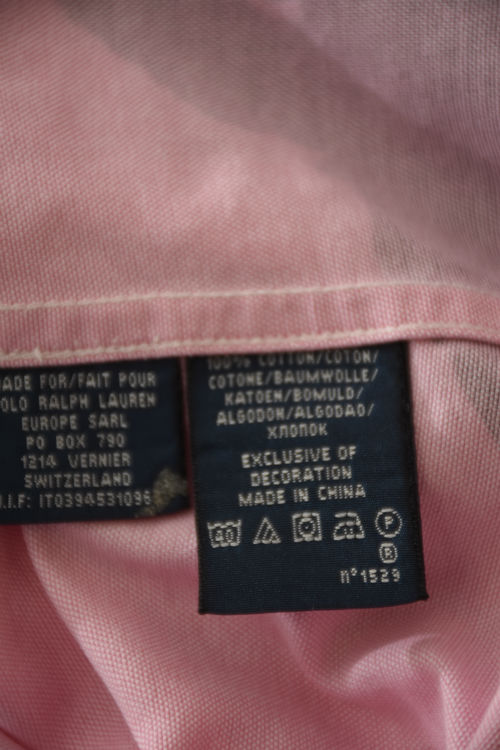 ADE FOR/FAIT POUR
OLO RALPH LAUREN
EUROPE SARL
PO BOX 790
1214 VERNIER
SWITZERLAND
.I.F: IT0394531096
100% COTTON/COTON/
COTONE/BAUMWOLLE/
KATOEN/BOMULD/
ALGODON/ALGODAO/
ХЛОПОК
EXCLUSIVE OF
DECORATION
MADE IN CHINA
40
P
R
n°1529